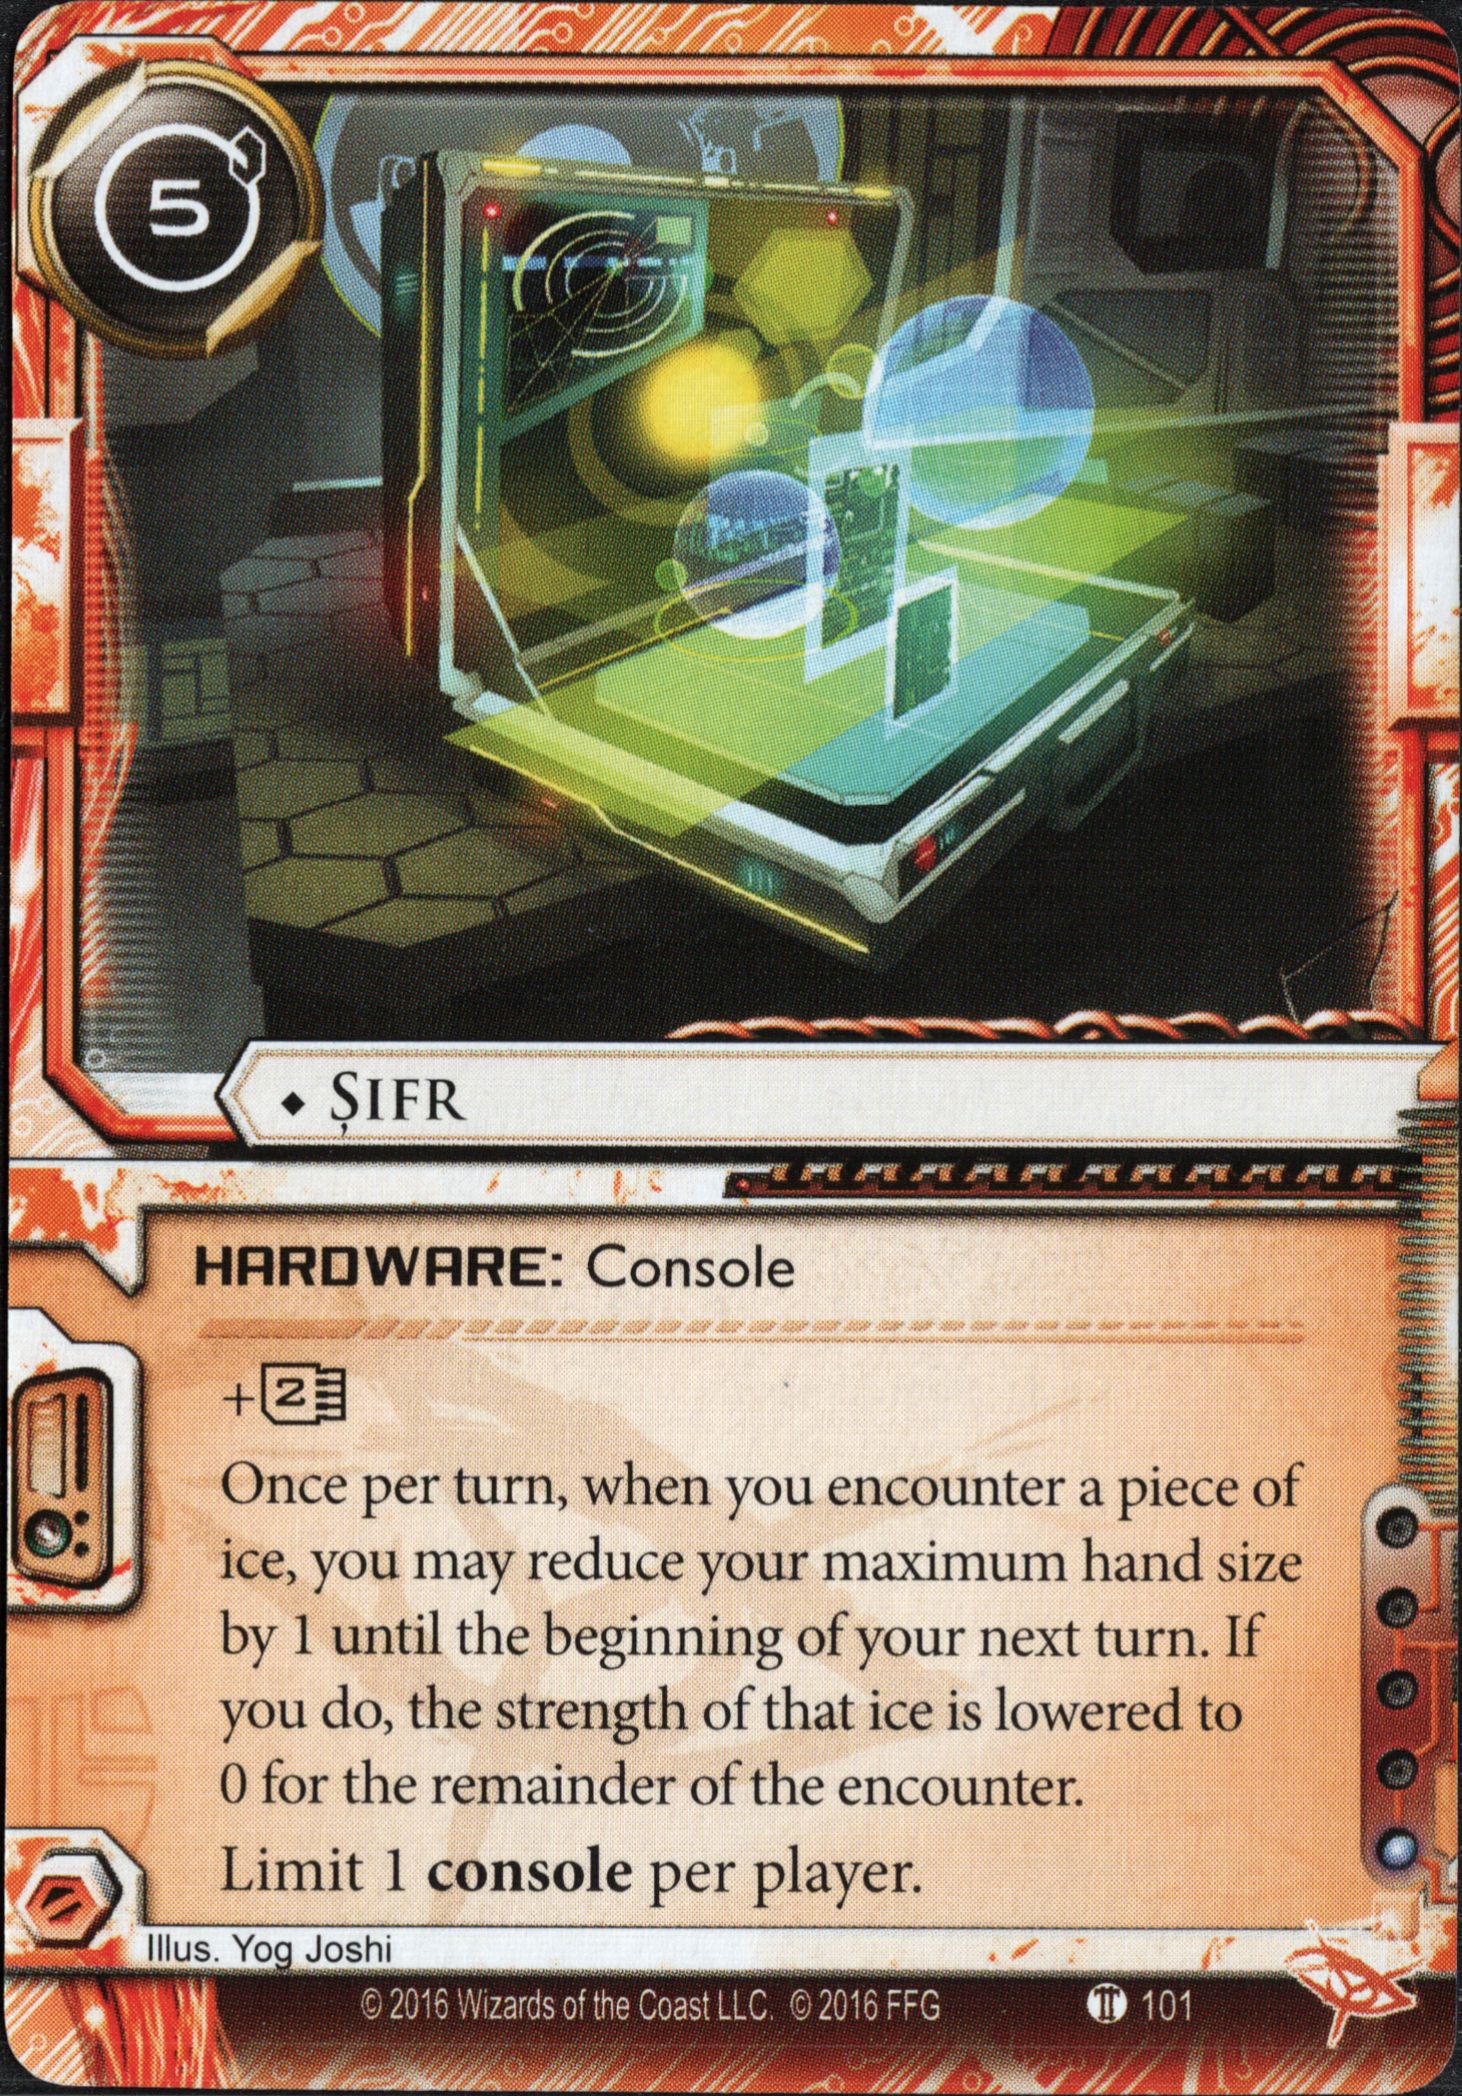 5
◆ ȘIFR
HARDWARE: Console
+2
Once per turn, when you encounter a piece of
ice, you may reduce your maximum hand size
by 1 until the beginning of your next turn. If
you do, the strength of that ice is lowered to
0 for the remainder of the encounter.
Limit 1 console per player.
Illus. Yog Joshi
© 2016 Wizards of the Coast LLC. © 2016 FFG
101